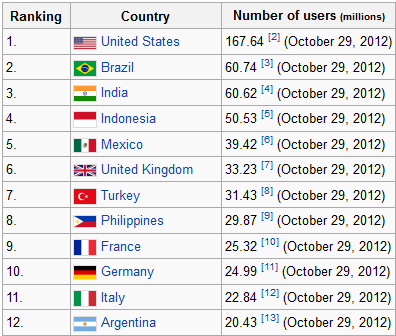 Ranking Country Number of users (millions)
1. United States 167.64 [2] (October 29, 2012)
2. Brazil 60.74 [3] (October 29, 2012)
3. India 60.62 [4] (October 29, 2012)
4. Indonesia 50.53 [5] (October 29, 2012)
5. Mexico 39.42 [6] (October 29, 2012)
6. United Kingdom 33.23 [7] (October 29, 2012)
7. Turkey 31.43 [8] (October 29, 2012)
8. Philippines 29.87 [9] (October 29, 2012)
9. France 25.32 [10] (October 29, 2012)
10. Germany 24.99 [11] (October 29, 2012)
11. Italy 22.84 [12] (October 29, 2012)
12. Argentina 20.43 [13] (October 29, 2012)